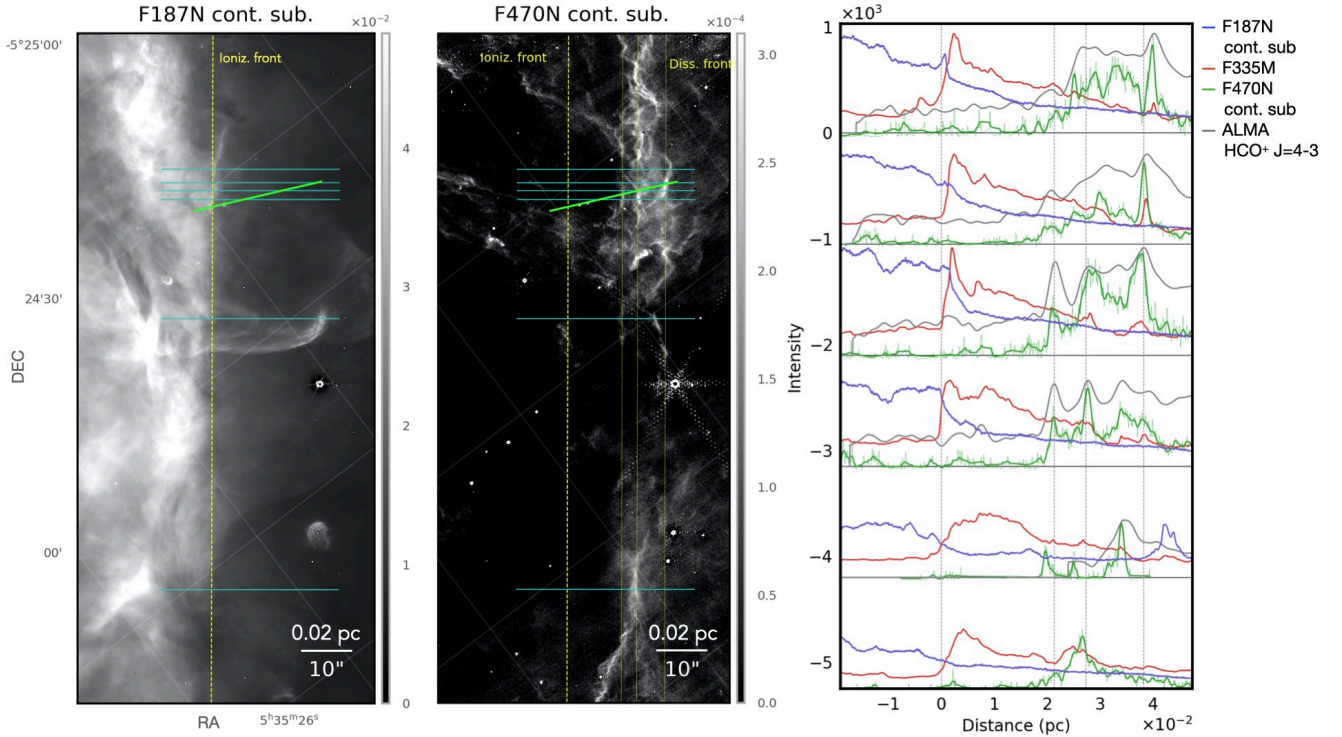 F187N cont. sub.
×10⁻²
-5°25'00'
24'30'
00'
DEC
Ioniz. front
0.02 pc
10"
RA
5ʰ35ᵐ26ˢ
4
3
2
1
0
F470N cont. sub.
×10⁻⁴
Ioniz. front
Diss. front
0.02 pc
10"
3.0
2.5
2.0
1.5
1.0
0.5
0.0
×10³
1
0
−1
−2
−3
−4
−5
Intensity
−1
0
1
2
3
4
×10⁻²
Distance (pc)
F187N
cont. sub
F335M
F470N
cont. sub
ALMA
HCO⁺ J=4-3